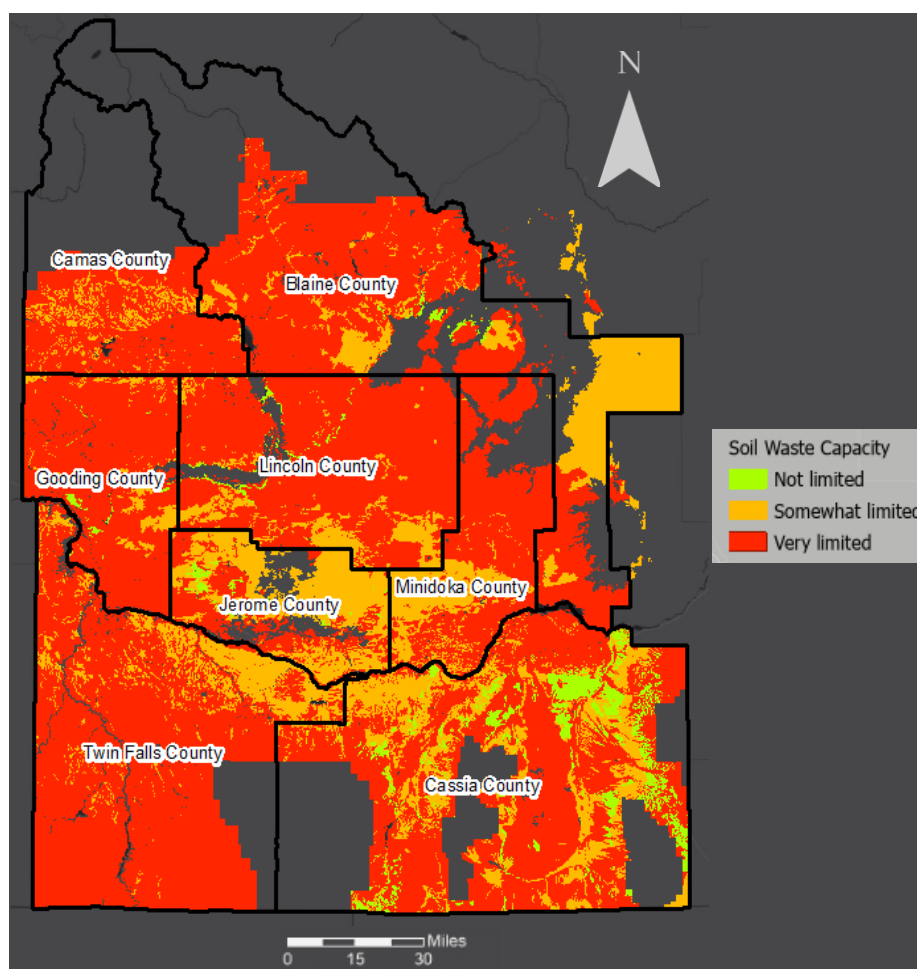 N
Camas County
Blaine County
Soil Waste Capacity
Not limited
Somewhat limited
Very limited
Gooding County
Lincoln County
Jerome County
Minidoka County
Twin Falls County
Cassia County
Miles
0 15 30